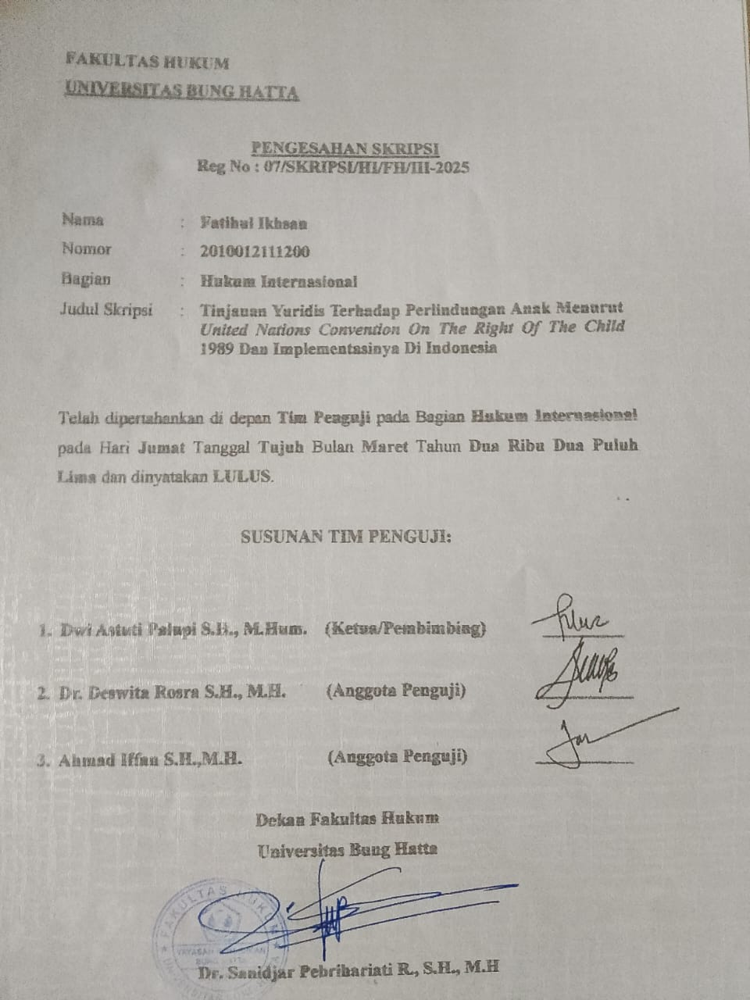 FAKULTAS HUKUM
UNIVERSITAS BUNG HATTA
PENGESAHAN SKRIPSI
Reg No : 07/SKRIPSI/HI/FH/III-2025
Nama : Fatihul Ikhsan
Nomor : 2010012111200
Bagian : Hukum Internasional
Judul Skripsi : Tinjauan Yuridis Terhadap Perlindungan Anak Menurut
United Nations Convention On The Right Of The Child
1989 Dan Implementasinya Di Indonesia
Telah dipertahankan di depan Tim Penguji pada Bagian Hukum Internasional
pada Hari Jumat Tanggal Tujuh Bulan Maret Tahun Dua Ribu Dua Puluh
Lima dan dinyatakan LULUS.
SUSUNAN TIM PENGUJI:
1. Dwi Astuti Palupi S.H., M.Hum. (Ketua/Pembimbing)
2. Dr. Deswita Rosra S.H., M.H. (Anggota Penguji)
3. Ahmad Iffan S.H.,M.H. (Anggota Penguji)
Dekan Fakultas Hukum
Universitas Bung Hatta
FAKULTAS HUKUM
YAYASAN
Dr. Sanidjar Pebrihariati R., S.H., M.H